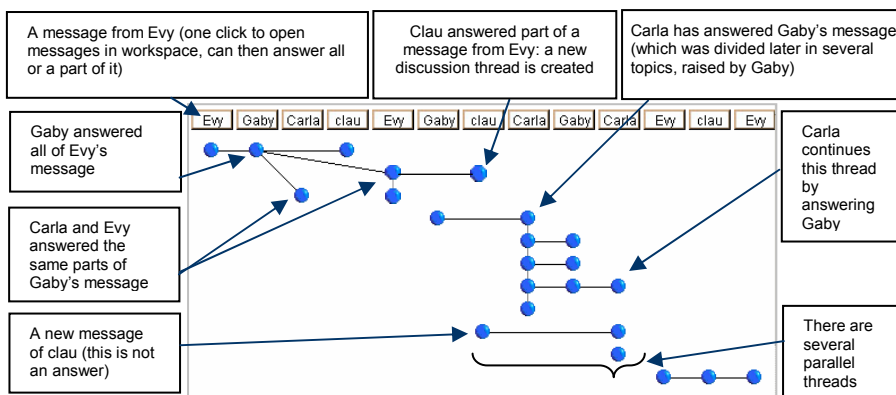 A message from Evy (one click to open
messages in workspace, can then answer all
or a part of it)
Clau answered part of a
message from Evy: a new
discussion thread is created
Carla has answered Gaby's message
(which was divided later in several
topics, raised by Gaby)
Evy Gaby Carla clau Evy Gaby clau Carla Gaby Carla Evy clau Evy
Gaby answered
all of Evy's
message
Carla and Evy
answered the
same parts of
Gaby's message
A new message
of clau (this is not
an answer)
Carla
continues
this thread
by
answering
Gaby
There are
several
parallel
threads